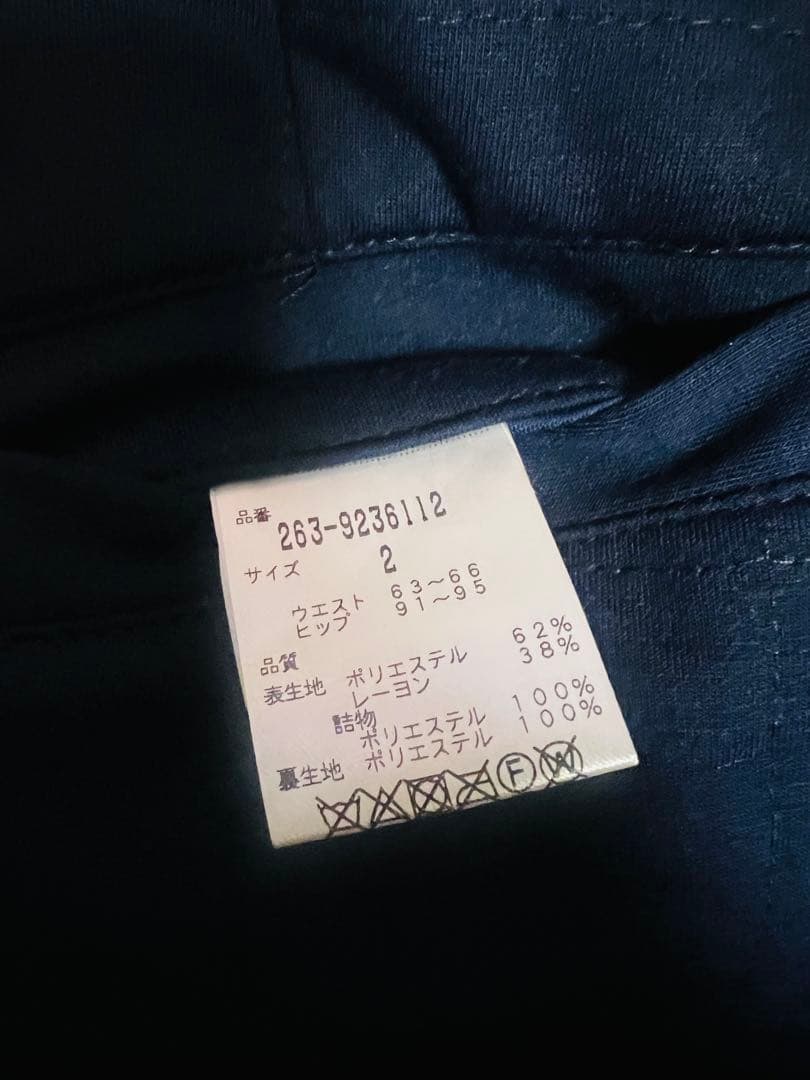 品番 263-9236112
サイズ 2
ウエスト 63～66
ヒップ 91～95
品質
表生地 ポリエステル 62%
レーヨン 38%
詰物
ポリエステル 100%
裏生地 ポリエステル 100%
F W